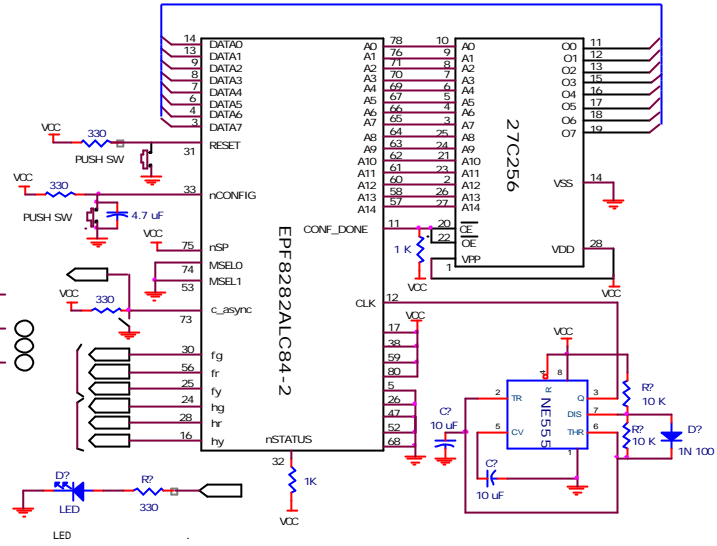 14 DATA0 A0 78 10 A0 O0 11
13 DATA1 A1 76 9 A1 O1 12
9 DATA2 A2 71 8 A2 O2 13
8 DATA3 A3 70 7 A3 O3 15
7 DATA4 A4 69 6 A4 O4 16
6 DATA5 A5 67 5 A5 O5 17
4 DATA6 A6 66 4 A6 O6 18
3 DATA7 A7 65 3 A7 O7 19
A8 64 25 A8
A9 63 24 A9
A10 62 21 A10
A11 61 23 A11
A12 60 2 A12
A13 58 26 A13
A14 57 27 A14
27C256
VSS 14
VDD 28
VCC
VCC 330
PUSH SW
31 RESET
VCC 330
33 nCONFIG
PUSH SW
4.7 uF
VCC
75 nSP
74 MSEL0
53 MSEL1
VCC 330
73 c_async
CONF_DONE 11
20 CE
22 OE
1 VPP
1 K
VCC
EPF8282ALC84-2
CLK 12
17 VCC
38
59
80
5
26
47
52
68
30 fg
56 fr
25 fy
24 hg
28 hr
16 hy
nSTATUS
32
1K
VCC
VCC
4 R 8
2 TR Q 3
DIS 7
5 CV THR 6
1
NE555
R?
10 K
R?
10 K
D?
1N 100
C?
10 uF
C?
10 uF
D?
LED
R?
330
LED